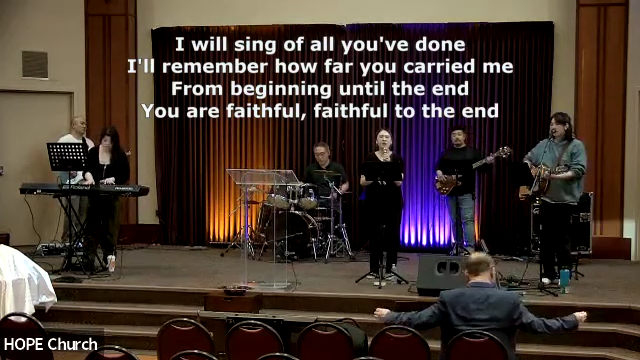 I will sing of all you've done
I'll remember how far you carried me
From beginning until the end
You are faithful, faithful to the end
Roland
HOPE Church